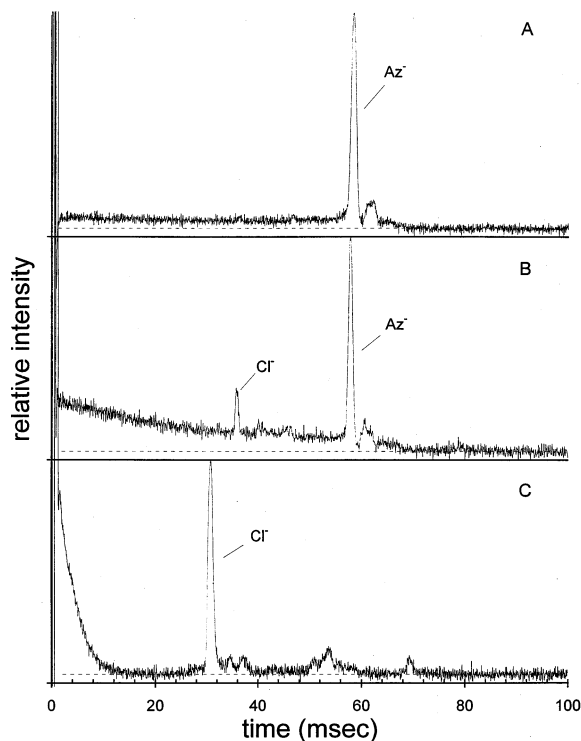 A
Az⁻
B
Cl⁻
Az⁻
C
Cl⁻
relative intensity
0 20 40 60 80 100
time (msec)